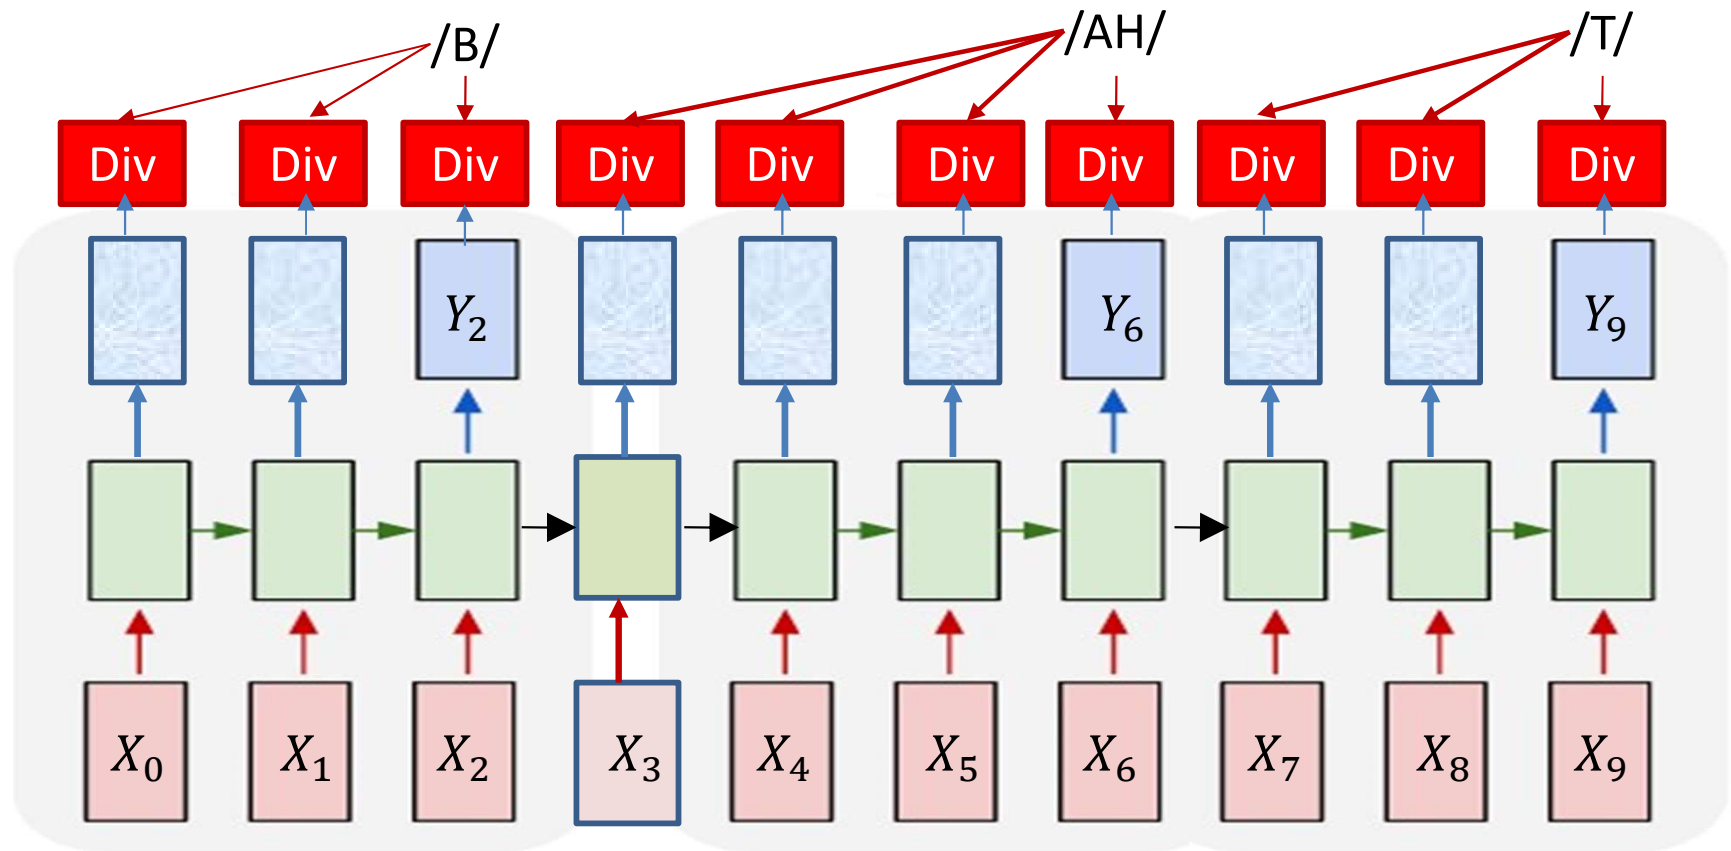 /B/ /AH/ /T/
Div Div Div Div Div Div Div Div Div Div
Y₂ Y₆ Y₉
X₀ X₁ X₂ X₃ X₄ X₅ X₆ X₇ X₈ X₉